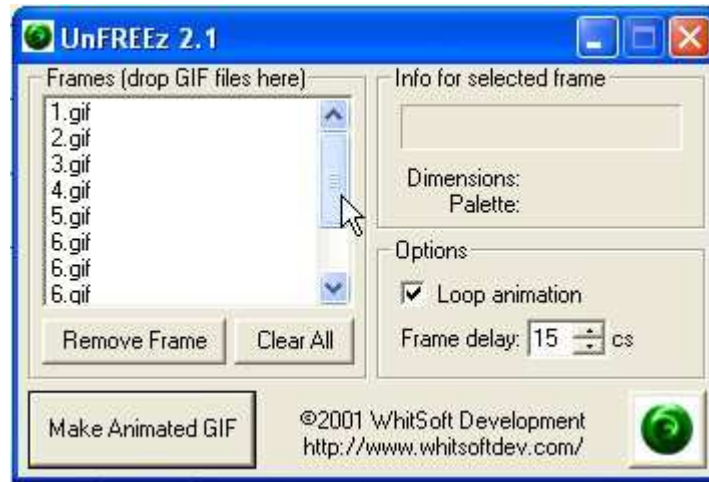 UnFREEz 2.1
Frames (drop GIF files here)
1.gif
2.gif
3.gif
4.gif
5.gif
6.gif
6.gif
6.gif
Remove Frame
Clear All
Info for selected frame
Dimensions:
Palette:
Options
Loop animation
Frame delay: 15 cs
Make Animated GIF
©2001 WhitSoft Development
http://www.whitsoftdev.com/